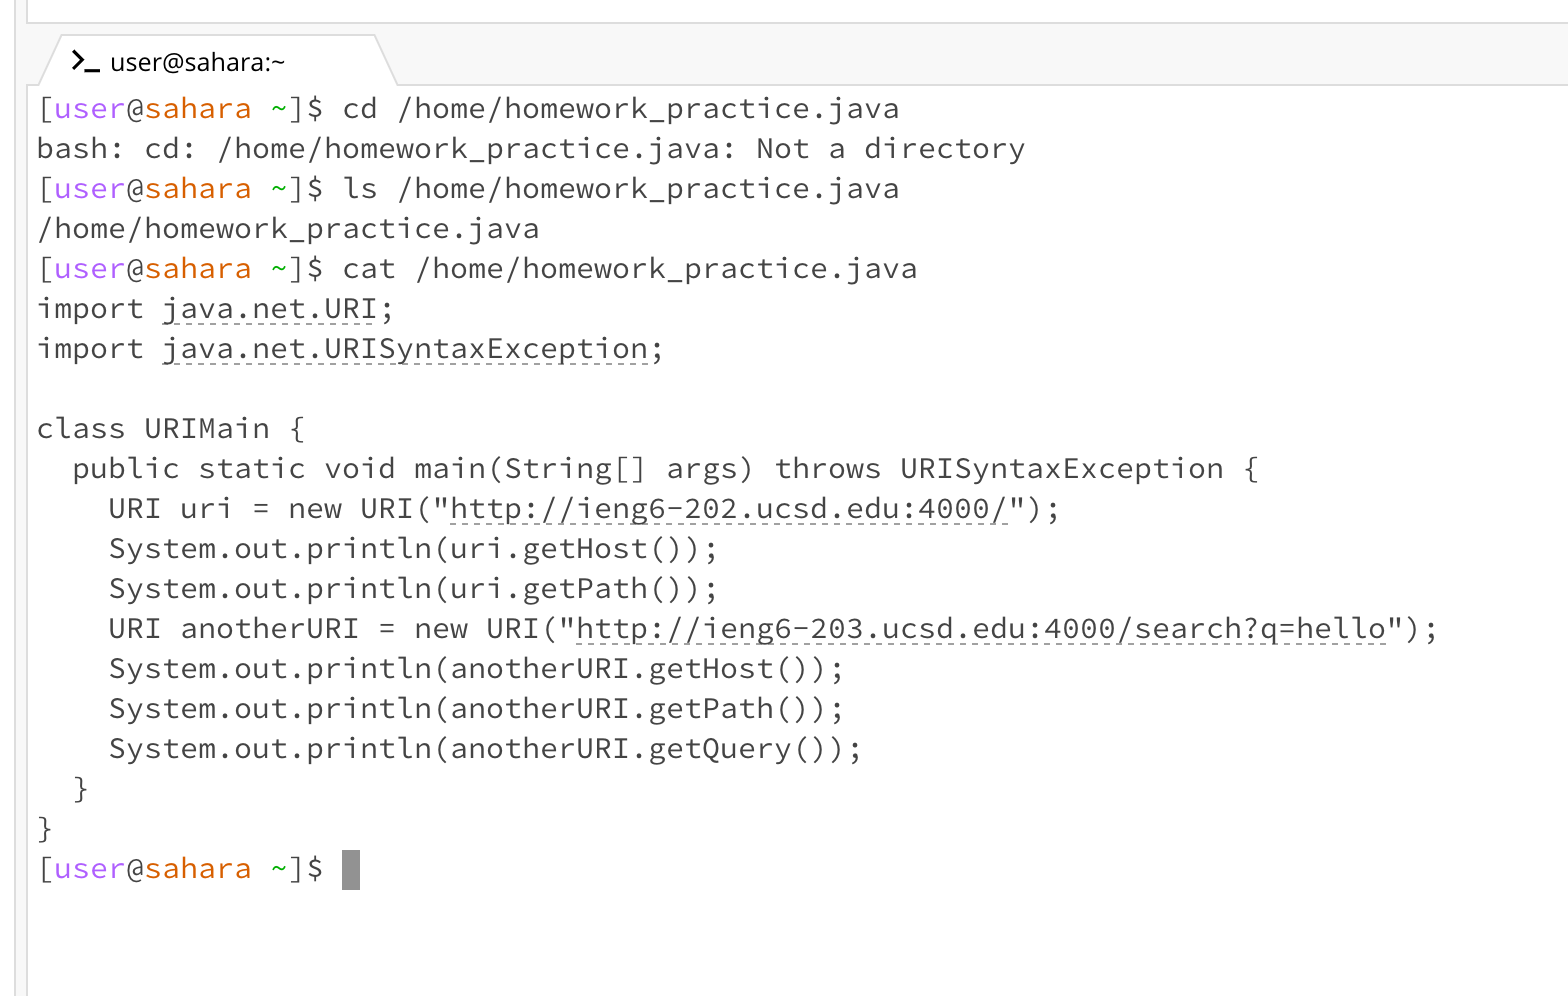 user@sahara:~
[user@sahara ~]$ cd /home/homework_practice.java
bash: cd: /home/homework_practice.java: Not a directory
[user@sahara ~]$ ls /home/homework_practice.java
/home/homework_practice.java
[user@sahara ~]$ cat /home/homework_practice.java
import java.net.URI;
import java.net.URISyntaxException;

class URIMain {
  public static void main(String[] args) throws URISyntaxException {
    URI uri = new URI("http://ieng6-202.ucsd.edu:4000/");
    System.out.println(uri.getHost());
    System.out.println(uri.getPath());
    URI anotherURI = new URI("http://ieng6-203.ucsd.edu:4000/search?q=hello");
    System.out.println(anotherURI.getHost());
    System.out.println(anotherURI.getPath());
    System.out.println(anotherURI.getQuery());
  }
}
[user@sahara ~]$